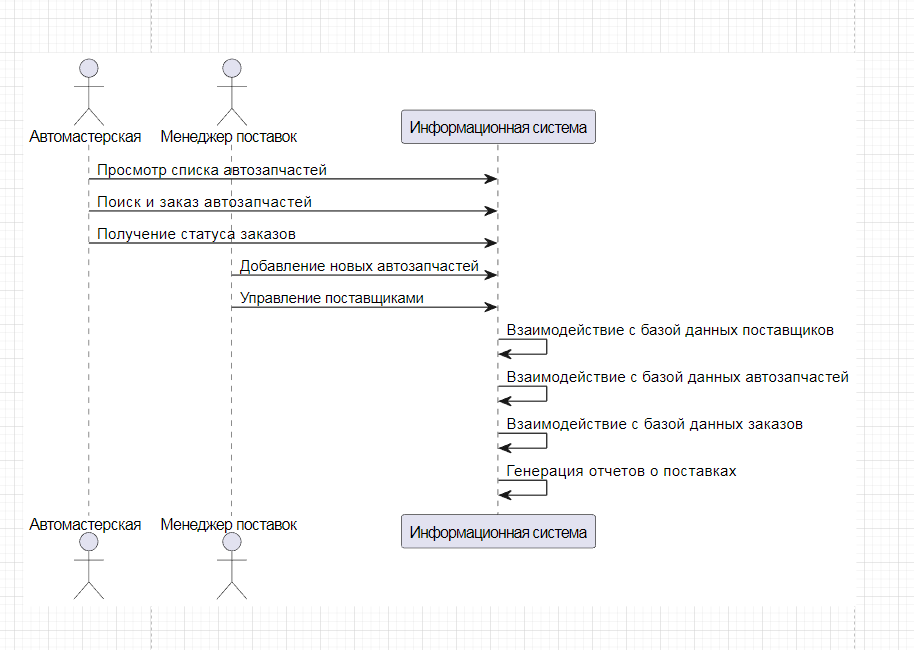 Автомастерская
Менеджер поставок
Информационная система
Просмотр списка автозапчастей
Поиск и заказ автозапчастей
Получение статуса заказов
Добавление новых автозапчастей
Управление поставщиками
Взаимодействие с базой данных поставщиков
Взаимодействие с базой данных автозапчастей
Взаимодействие с базой данных заказов
Генерация отчетов о поставках
Автомастерская
Менеджер поставок
Информационная система